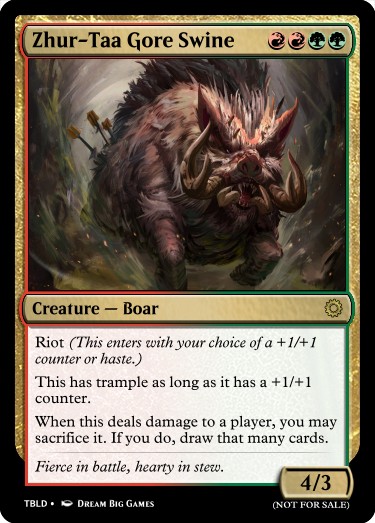 Zhur-Taa Gore Swine
Creature — Boar
Riot (This enters with your choice of a +1/+1
counter or haste.)
This has trample as long as it has a +1/+1
counter.
When this deals damage to a player, you may
sacrifice it. If you do, draw that many cards.
Fierce in battle, hearty in stew.
4/3
TBLD • Dream Big Games
(NOT FOR SALE)